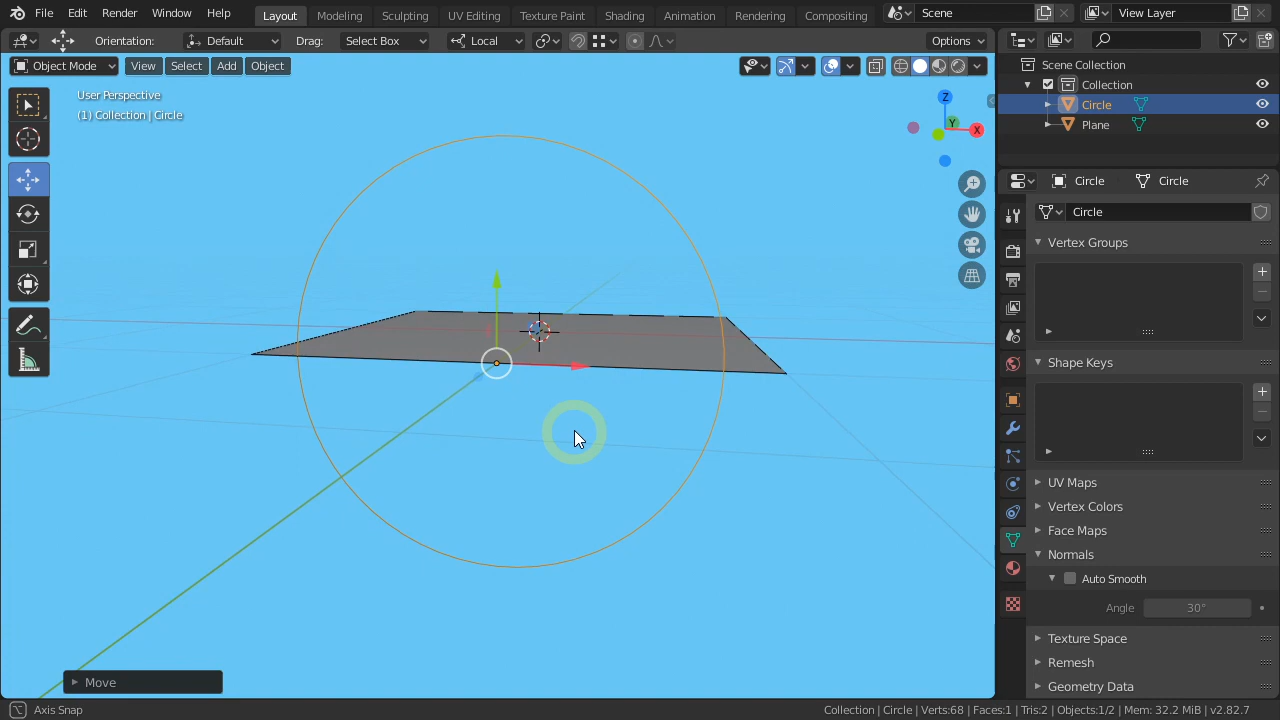 File Edit Render Window Help Layout Modeling Sculpting UV Editing Texture Paint Shading Animation Rendering Compositing Scene View Layer
Orientation: Default Drag: Select Box Local Options
Object Mode View Select Add Object
User Perspective
(1) Collection | Circle
Z
Y
X
Scene Collection
Collection
Circle
Plane
Circle Circle
Circle
Vertex Groups
Shape Keys
UV Maps
Vertex Colors
Face Maps
Normals
Auto Smooth
Angle 30°
Texture Space
Remesh
Geometry Data
Move
Axis Snap
Collection | Circle | Verts:68 | Faces:1 | Tris:2 | Objects:1/2 | Mem: 32.2 MiB | v2.82.7